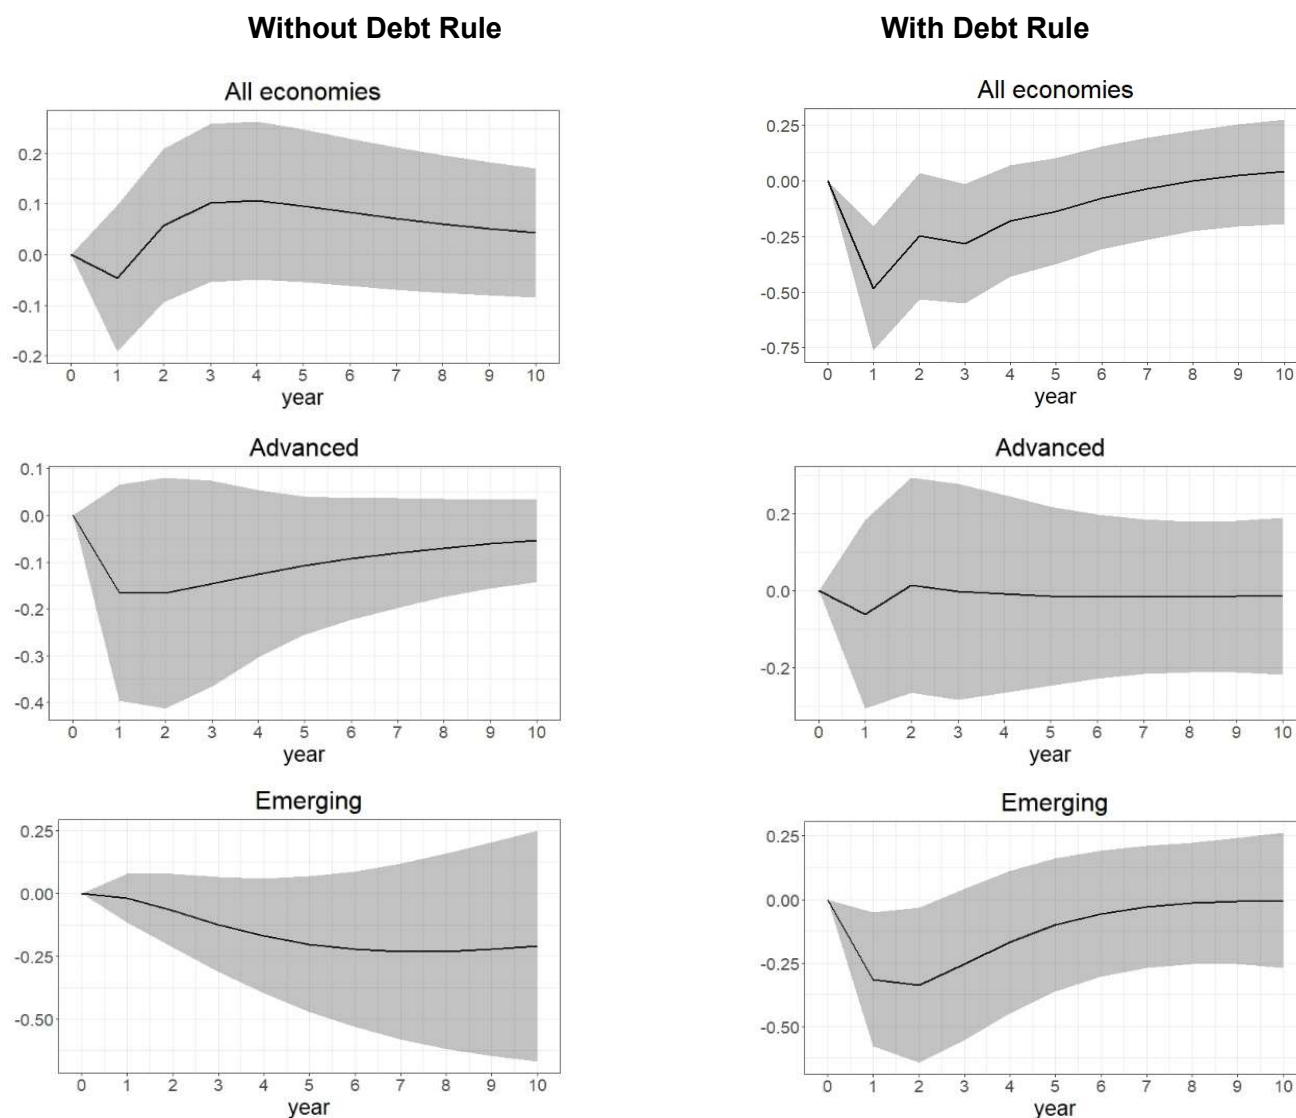 Without Debt Rule
With Debt Rule
All economies
0.2
0.1
0.0
-0.1
-0.2
0 1 2 3 4 5 6 7 8 9 10
year
All economies
0.25
0.00
-0.25
-0.50
-0.75
0 1 2 3 4 5 6 7 8 9 10
year
Advanced
0.1
0.0
-0.1
-0.2
-0.3
-0.4
0 1 2 3 4 5 6 7 8 9 10
year
Advanced
0.2
0.0
-0.2
0 1 2 3 4 5 6 7 8 9 10
year
Emerging
0.25
0.00
-0.25
-0.50
0 1 2 3 4 5 6 7 8 9 10
year
Emerging
0.25
0.00
-0.25
-0.50
0 1 2 3 4 5 6 7 8 9 10
year